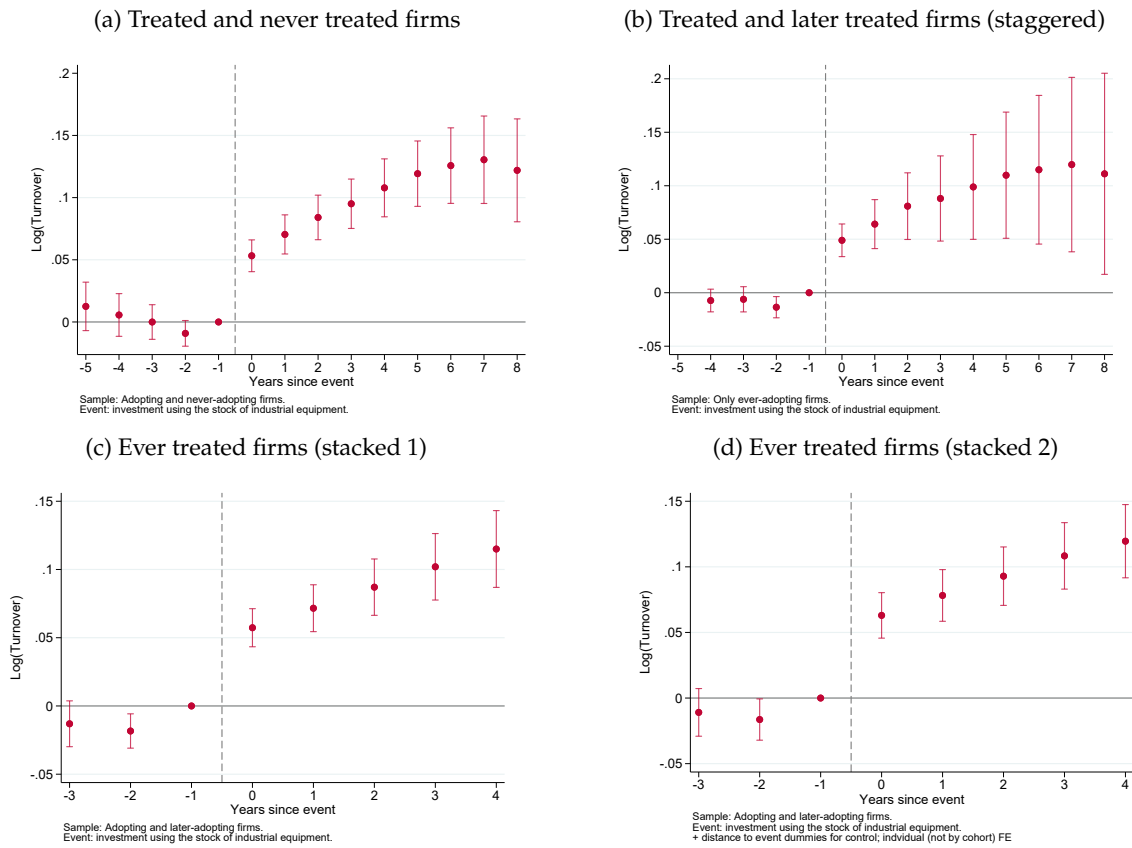 (a) Treated and never treated firms
.2
.15
.1
.05
0
Log(Turnover)
-5 -4 -3 -2 -1 0 1 2 3 4 5 6 7 8
Years since event
Sample: Adopting and never-adopting firms.
Event: investment using the stock of industrial equipment.
(b) Treated and later treated firms (staggered)
.2
.15
.1
.05
0
-.05
Log(Turnover)
-5 -4 -3 -2 -1 0 1 2 3 4 5 6 7 8
Years since event
Sample: Only ever-adopting firms.
Event: investment using the stock of industrial equipment.
(c) Ever treated firms (stacked 1)
.15
.1
.05
0
-.05
Log(Turnover)
-3 -2 -1 0 1 2 3 4
Years since event
Sample: Adopting and later-adopting firms.
Event: investment using the stock of industrial equipment.
(d) Ever treated firms (stacked 2)
.15
.1
.05
0
-.05
Log(Turnover)
-3 -2 -1 0 1 2 3 4
Years since event
Sample: Adopting and later-adopting firms.
Event: investment using the stock of industrial equipment.
+ distance to event dummies for control; indvidual (not by cohort) FE